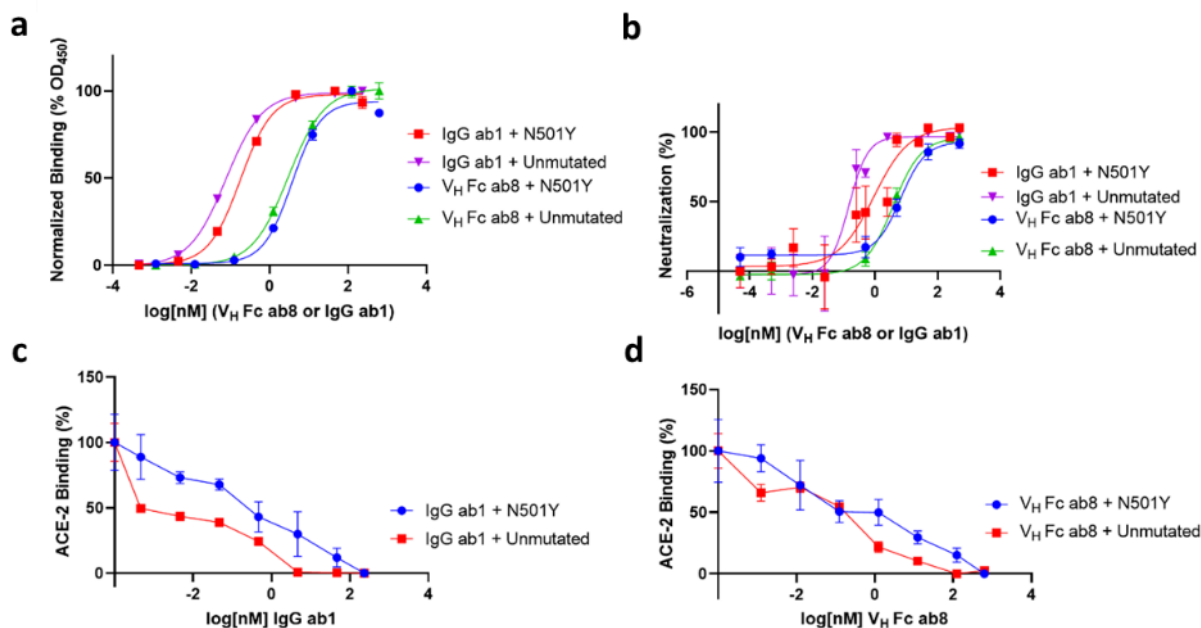 a
Normalized Binding (% OD450)
100
50
0
-4
-2
0
2
4
log[nM] (VH Fc ab8 or IgG ab1)
IgG ab1 + N501Y
IgG ab1 + Unmutated
VH Fc ab8 + N501Y
VH Fc ab8 + Unmutated
b
Neutralization (%)
100
50
0
-6
-4
-2
0
2
4
log[nM] (VH Fc ab8 or IgG ab1)
IgG ab1 + N501Y
IgG ab1 + Unmutated
VH Fc ab8 + N501Y
VH Fc ab8 + Unmutated
c
ACE-2 Binding (%)
150
100
50
0
-2
0
2
4
log[nM] IgG ab1
IgG ab1 + N501Y
IgG ab1 + Unmutated
d
ACE-2 Binding (%)
150
100
50
0
-2
0
2
4
log[nM] VH Fc ab8
VH Fc ab8 + N501Y
VH Fc ab8 + Unmutated